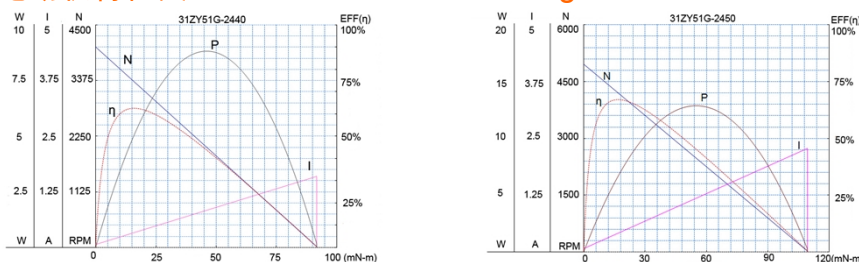 31ZY51G-2440
W I N EFF(η)
10 5 4500 100%
N P
7.5 3.75 3375 75%
η
5 2.5 2250 50%
I
2.5 1.25 1125 25%
W A RPM
0 25 50 75 100 (mN-m)
31ZY51G-2450
W I N EFF(η)
20 5 6000 100%
N
15 3.75 4500 75%
η P
10 2.5 3000 50%
I
5 1.25 1500 25%
W A RPM
0 30 60 90 120 (mN-m)